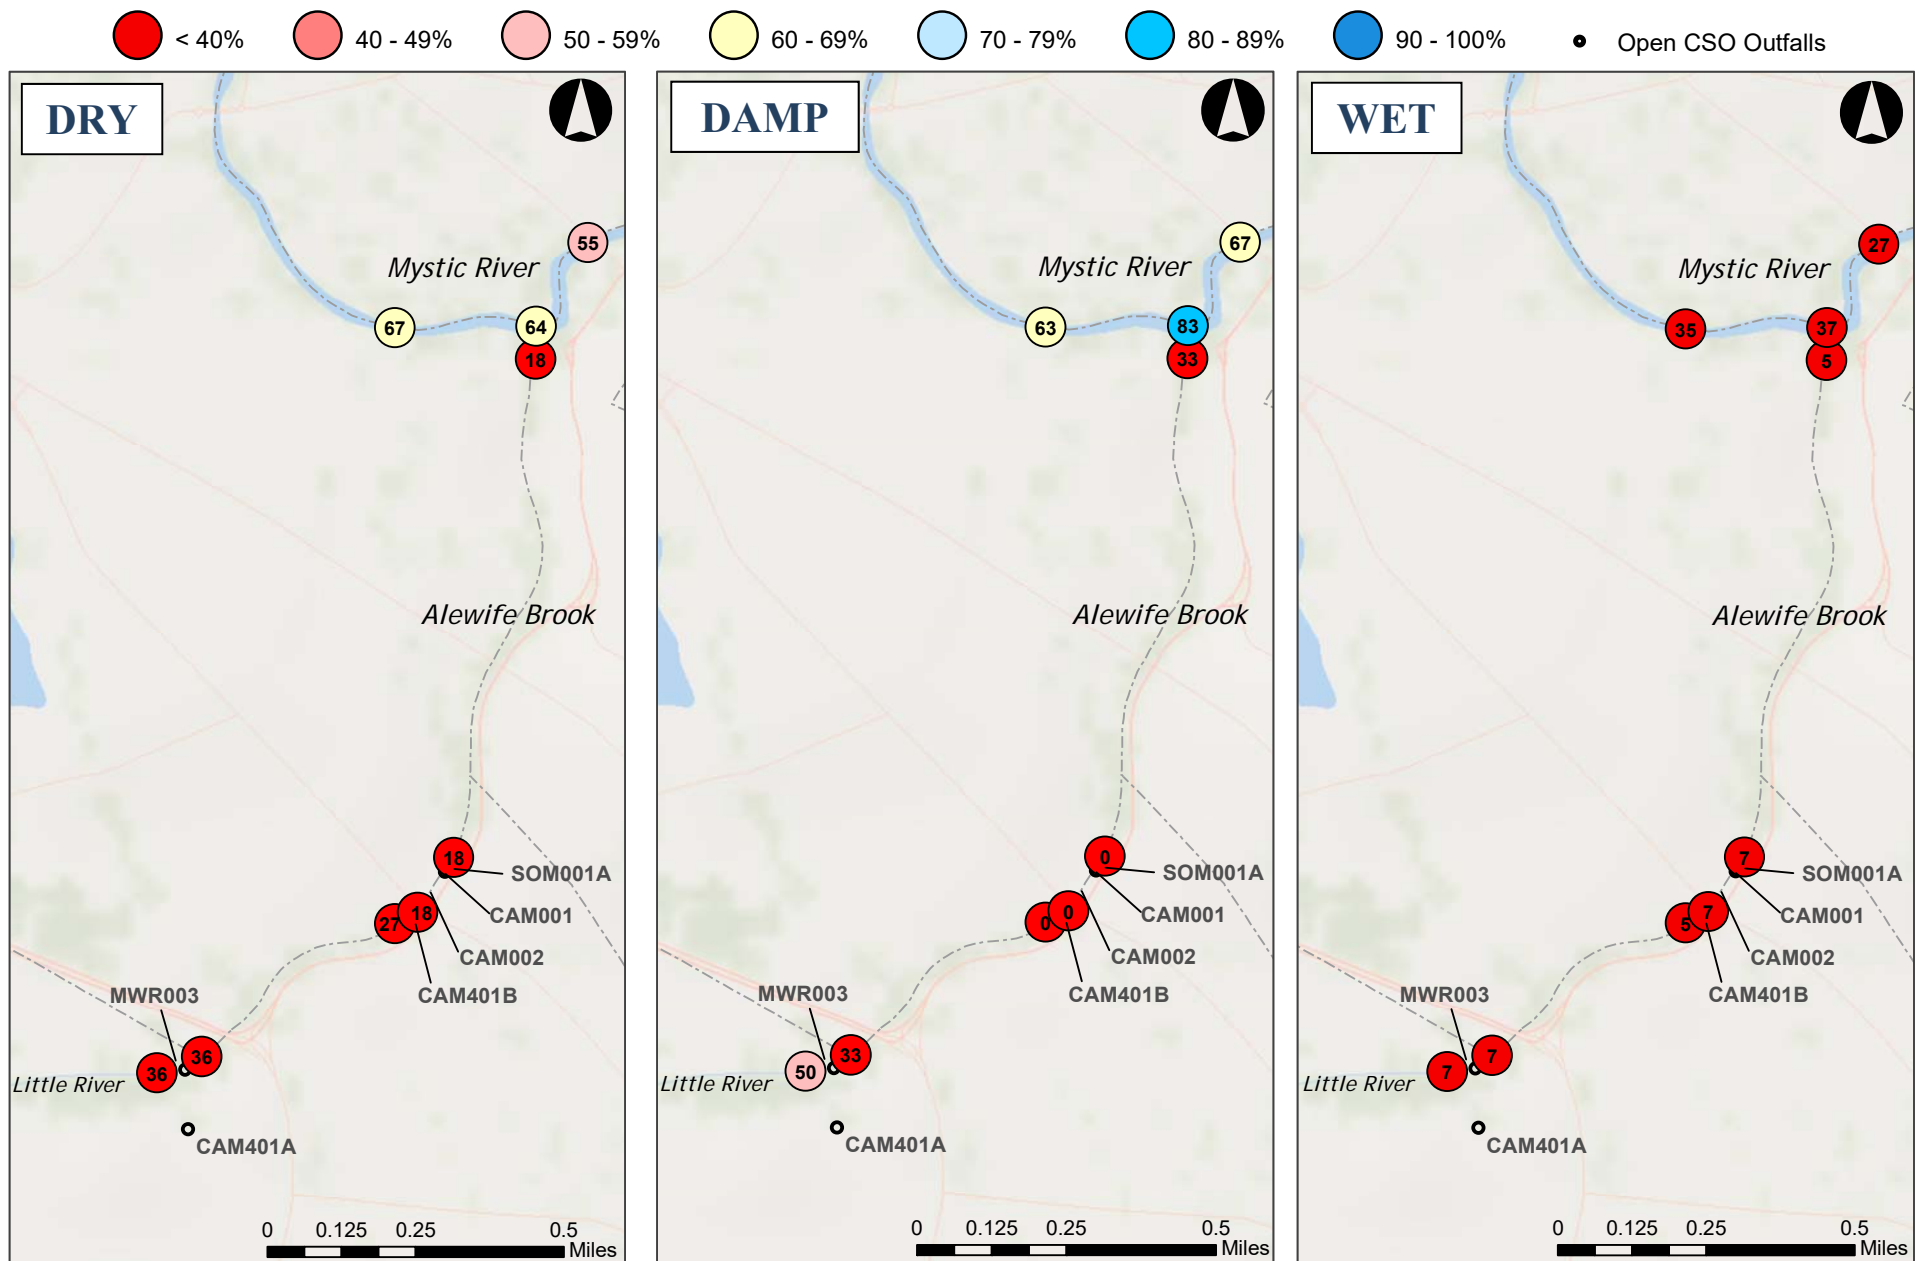 < 40%
40 - 49%
50 - 59%
60 - 69%
70 - 79%
80 - 89%
90 - 100%
Open CSO Outfalls
DRY
55
Mystic River
67
64
18
Alewife Brook
18
SOM001A
27
18
CAM001
CAM002
MWR003
CAM401B
36
36
Little River
CAM401A
0 0.125 0.25 0.5
Miles
DAMP
67
Mystic River
63
83
33
Alewife Brook
0
SOM001A
0
0
CAM001
CAM002
MWR003
CAM401B
33
50
Little River
CAM401A
0 0.125 0.25 0.5
Miles
WET
27
Mystic River
35
37
5
Alewife Brook
7
SOM001A
5
7
CAM001
CAM002
MWR003
CAM401B
7
7
Little River
CAM401A
0 0.125 0.25 0.5
Miles